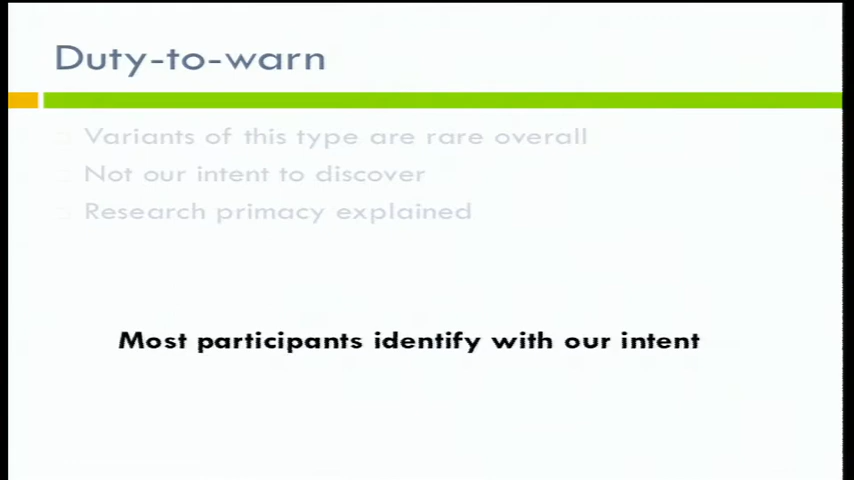 Duty-to-warn
Variants of this type are rare overall
Not our intent to discover
Research primacy explained
Most participants identify with our intent